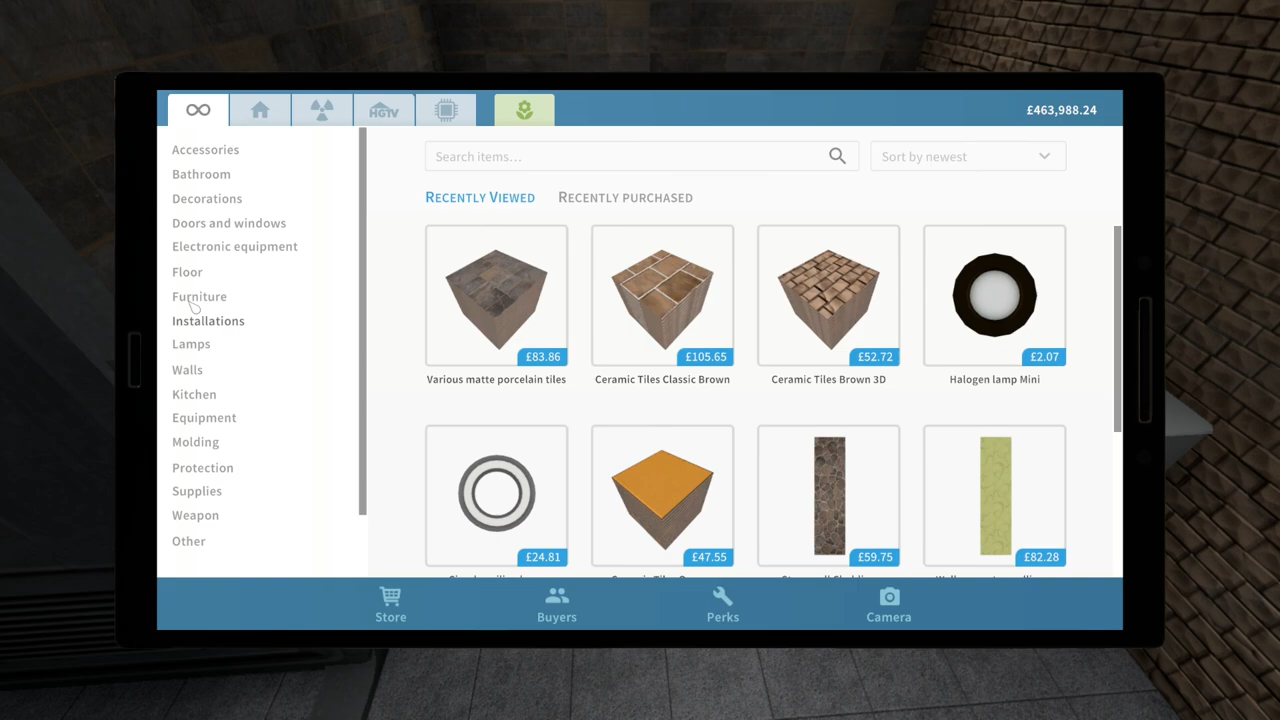 HGTV
£463,988.24
Accessories
Bathroom
Decorations
Doors and windows
Electronic equipment
Floor
Furniture
Installations
Lamps
Walls
Kitchen
Equipment
Molding
Protection
Supplies
Weapon
Other
Search items...
Sort by newest
RECENTLY VIEWED
RECENTLY PURCHASED
£83.86
£105.65
£52.72
£2.07
Various matte porcelain tiles
Ceramic Tiles Classic Brown
Ceramic Tiles Brown 3D
Halogen lamp Mini
£24.81
£47.55
£59.75
£82.28
Store
Buyers
Perks
Camera